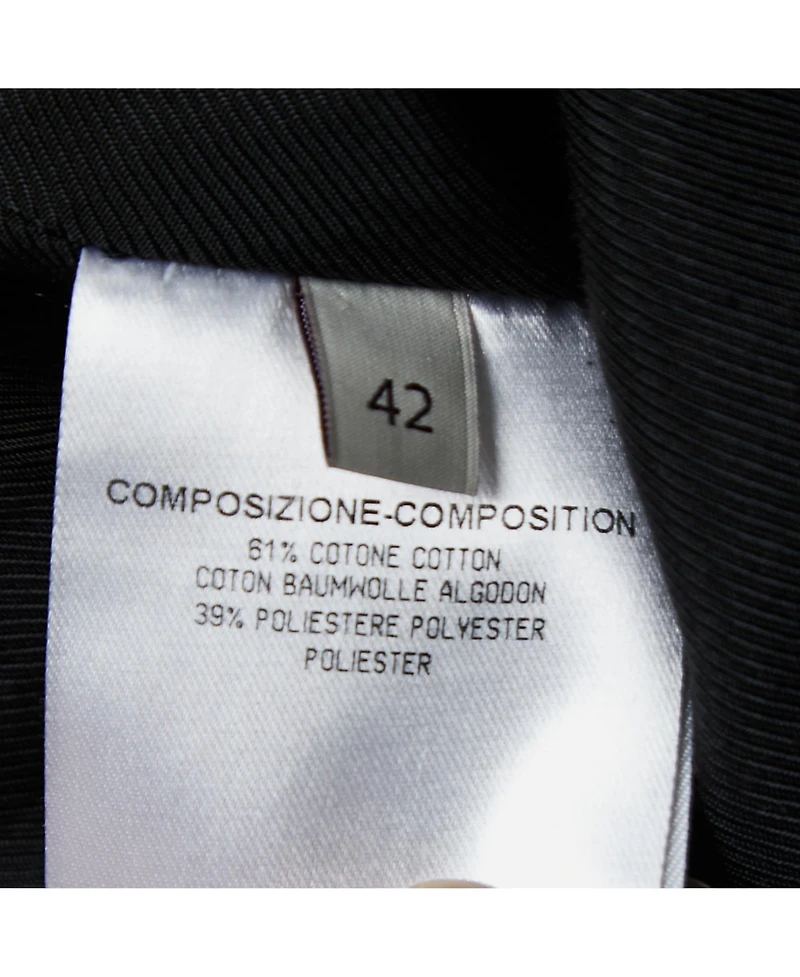 42
COMPOSIZIONE-COMPOSITION
61% COTONE COTTON
COTON BAUMWOLLE ALGODON
39% POLIESTERE POLYESTER
POLIESTER